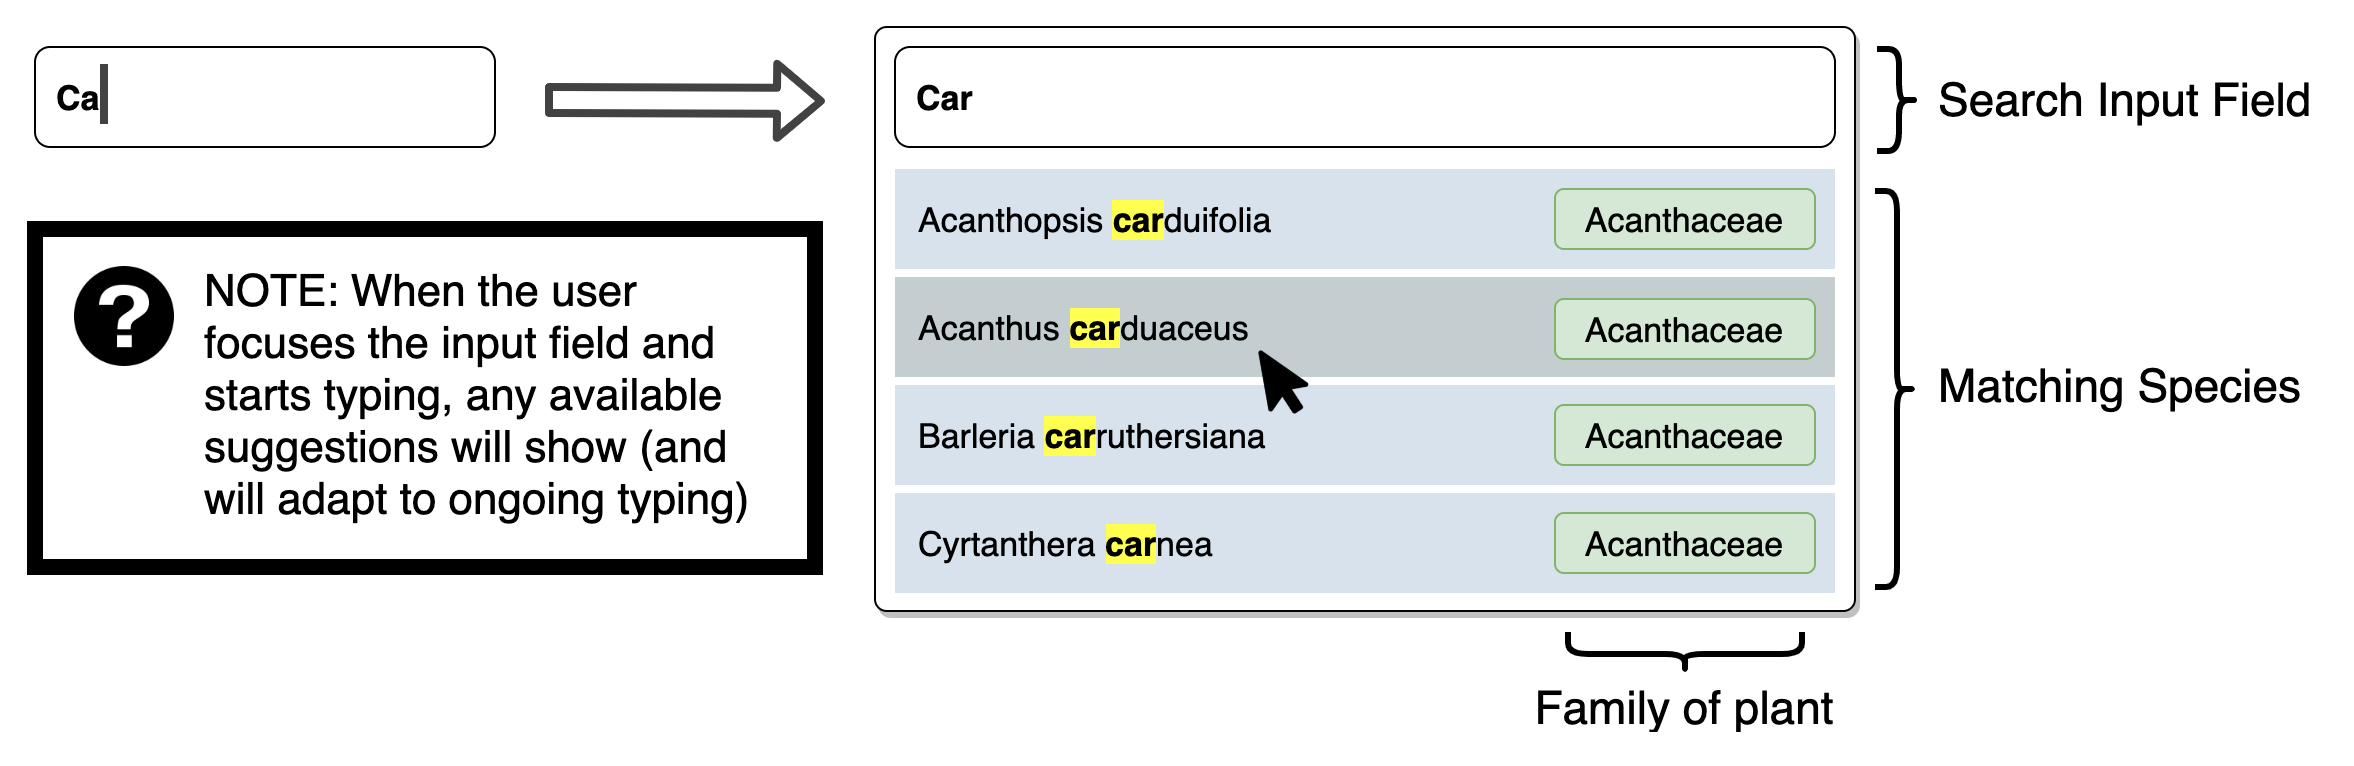 Ca
Car
Search Input Field
Acanthopsis carduifolia Acanthaceae
Acanthus carduaceus Acanthaceae
Barleria carruthersiana Acanthaceae
Cyrtanthera carnea Acanthaceae
Matching Species
Family of plant
? NOTE: When the user
focuses the input field and
starts typing, any available
suggestions will show (and
will adapt to ongoing typing)